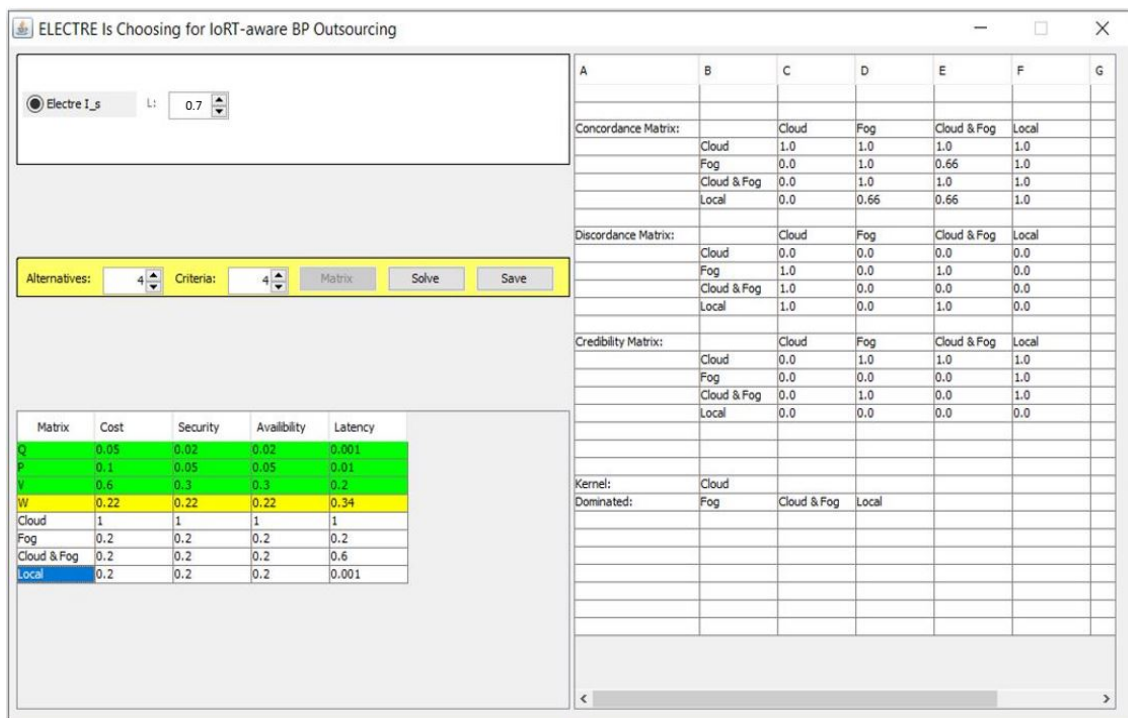 ELECTRE Is Choosing for IoRT-aware BP Outsourcing
Electre I_s L: 0.7
Alternatives: 4 Criteria: 4 Matrix Solve Save
Matrix Cost Security Availibility Latency
Q 0.05 0.02 0.02 0.001
P 0.1 0.05 0.05 0.01
V 0.6 0.3 0.3 0.2
W 0.22 0.22 0.22 0.34
Cloud 1 1 1 1
Fog 0.2 0.2 0.2 0.2
Cloud & Fog 0.2 0.2 0.2 0.6
Local 0.2 0.2 0.2 0.001
A B C D E F G
Concordance Matrix: Cloud Fog Cloud & Fog Local
Cloud 1.0 1.0 1.0 1.0
Fog 0.0 1.0 0.66 1.0
Cloud & Fog 0.0 1.0 1.0 1.0
Local 0.0 0.66 0.66 1.0
Discordance Matrix: Cloud Fog Cloud & Fog Local
Cloud 0.0 0.0 0.0 0.0
Fog 1.0 0.0 1.0 0.0
Cloud & Fog 1.0 0.0 0.0 0.0
Local 1.0 0.0 1.0 0.0
Credibility Matrix: Cloud Fog Cloud & Fog Local
Cloud 0.0 1.0 1.0 1.0
Fog 0.0 0.0 0.0 1.0
Cloud & Fog 0.0 1.0 0.0 1.0
Local 0.0 0.0 0.0 0.0
Kernel: Cloud
Dominated: Fog Cloud & Fog Local